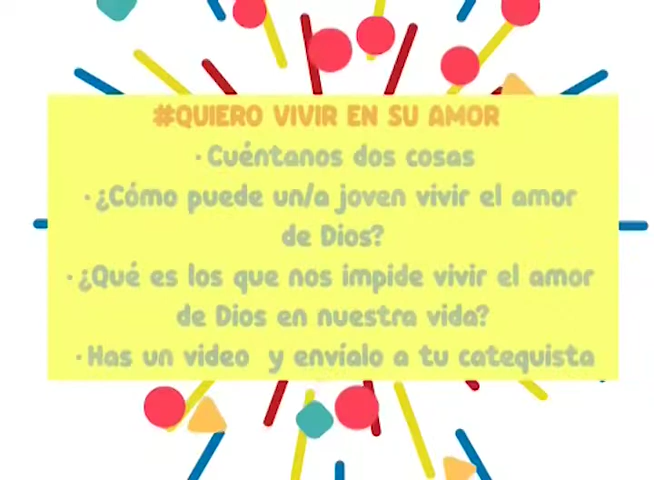 #QUIERO VIVIR EN SU AMOR
· Cuéntanos dos cosas
· ¿Cómo puede un/a joven vivir el amor
de Dios?
· ¿Qué es los que nos impide vivir el amor
de Dios en nuestra vida?
· Has un video y envíalo a tu catequista